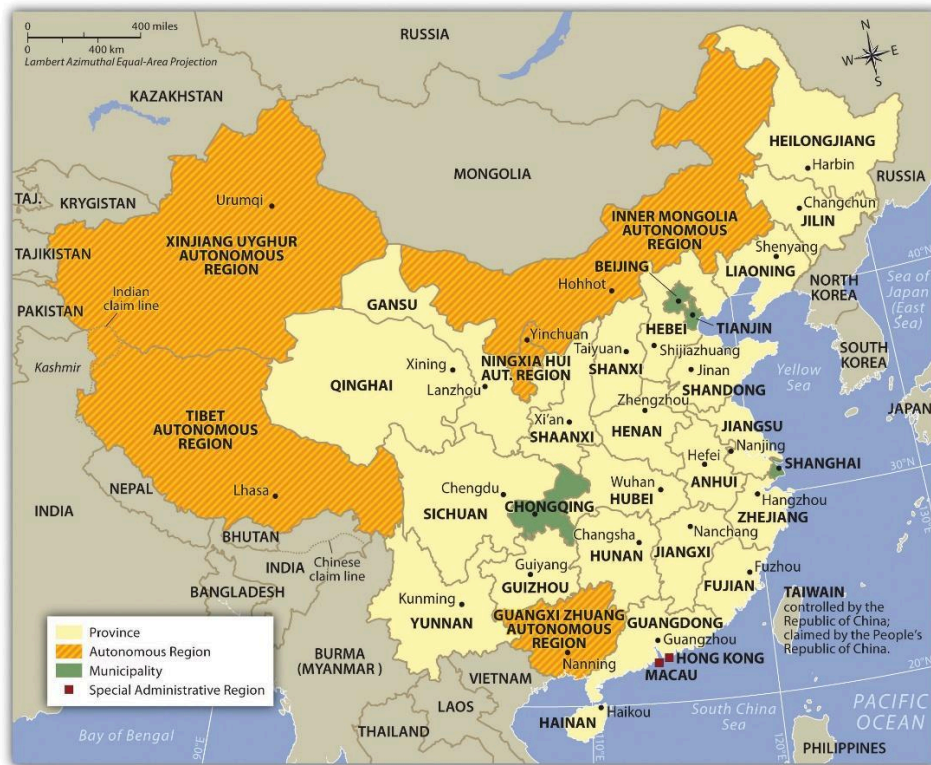 0 400 miles
0 400 km
Lambert Azimuthal Equal-Area Projection
RUSSIA
N
W E
S
KAZAKHSTAN
MONGOLIA
HEILONGJIANG
Harbin
RUSSIA
TAJ.
KRYGISTAN
Urumqi
Changchun
JILIN
TAJIKISTAN
XINJIANG UYGHUR
AUTONOMOUS
REGION
INNER MONGOLIA
AUTONOMOUS
REGION
Shenyang
LIAONING
40°N
PAKISTAN
Indian
claim line
GANSU
Hohhot
BEIJING
NORTH
KOREA
Sea of
Japan
(East
Sea)
HEBEI
TIANJIN
Kashmir
Yinchuan
NINGXIA HUI
AUT. REGION
Taiyuan
SHANXI
Shijiazhuang
SOUTH
KOREA
QINGHAI
Xining
Lanzhou
Jinan
SHANDONG
Yellow
Sea
JAPAN
TIBET
AUTONOMOUS
REGION
Xi'an
SHAANXI
Zhengzhou
HENAN
JIANGSU
Nanjing
Hefei
ANHUI
SHANGHAI
30°N
NEPAL
Lhasa
Chengdu
SICHUAN
CHONGQING
Wuhan
HUBEI
Hangzhou
ZHEJIANG
130°E
INDIA
BHUTAN
INDIA
Chinese
claim line
Changsha
HUNAN
Nanchang
JIANGXI
BANGLADESH
Guiyang
GUIZHOU
Fuzhou
FUJIAN
Kunming
YUNNAN
GUANGXI ZHUANG
AUTONOMOUS
REGION
Nanning
GUANGDONG
Guangzhou
TAIWAIN
controlled by the
Republic of China;
claimed by the People's
Republic of China.
HONG KONG
MACAU
20°N
Province
Autonomous Region
Municipality
Special Administrative Region
BURMA
(MYANMAR )
VIETNAM
LAOS
HAINAN
Haikou
South China
Sea
PACIFIC
OCEAN
Bay of Bengal
90°E
THAILAND
110°E
120°E
PHILIPPINES